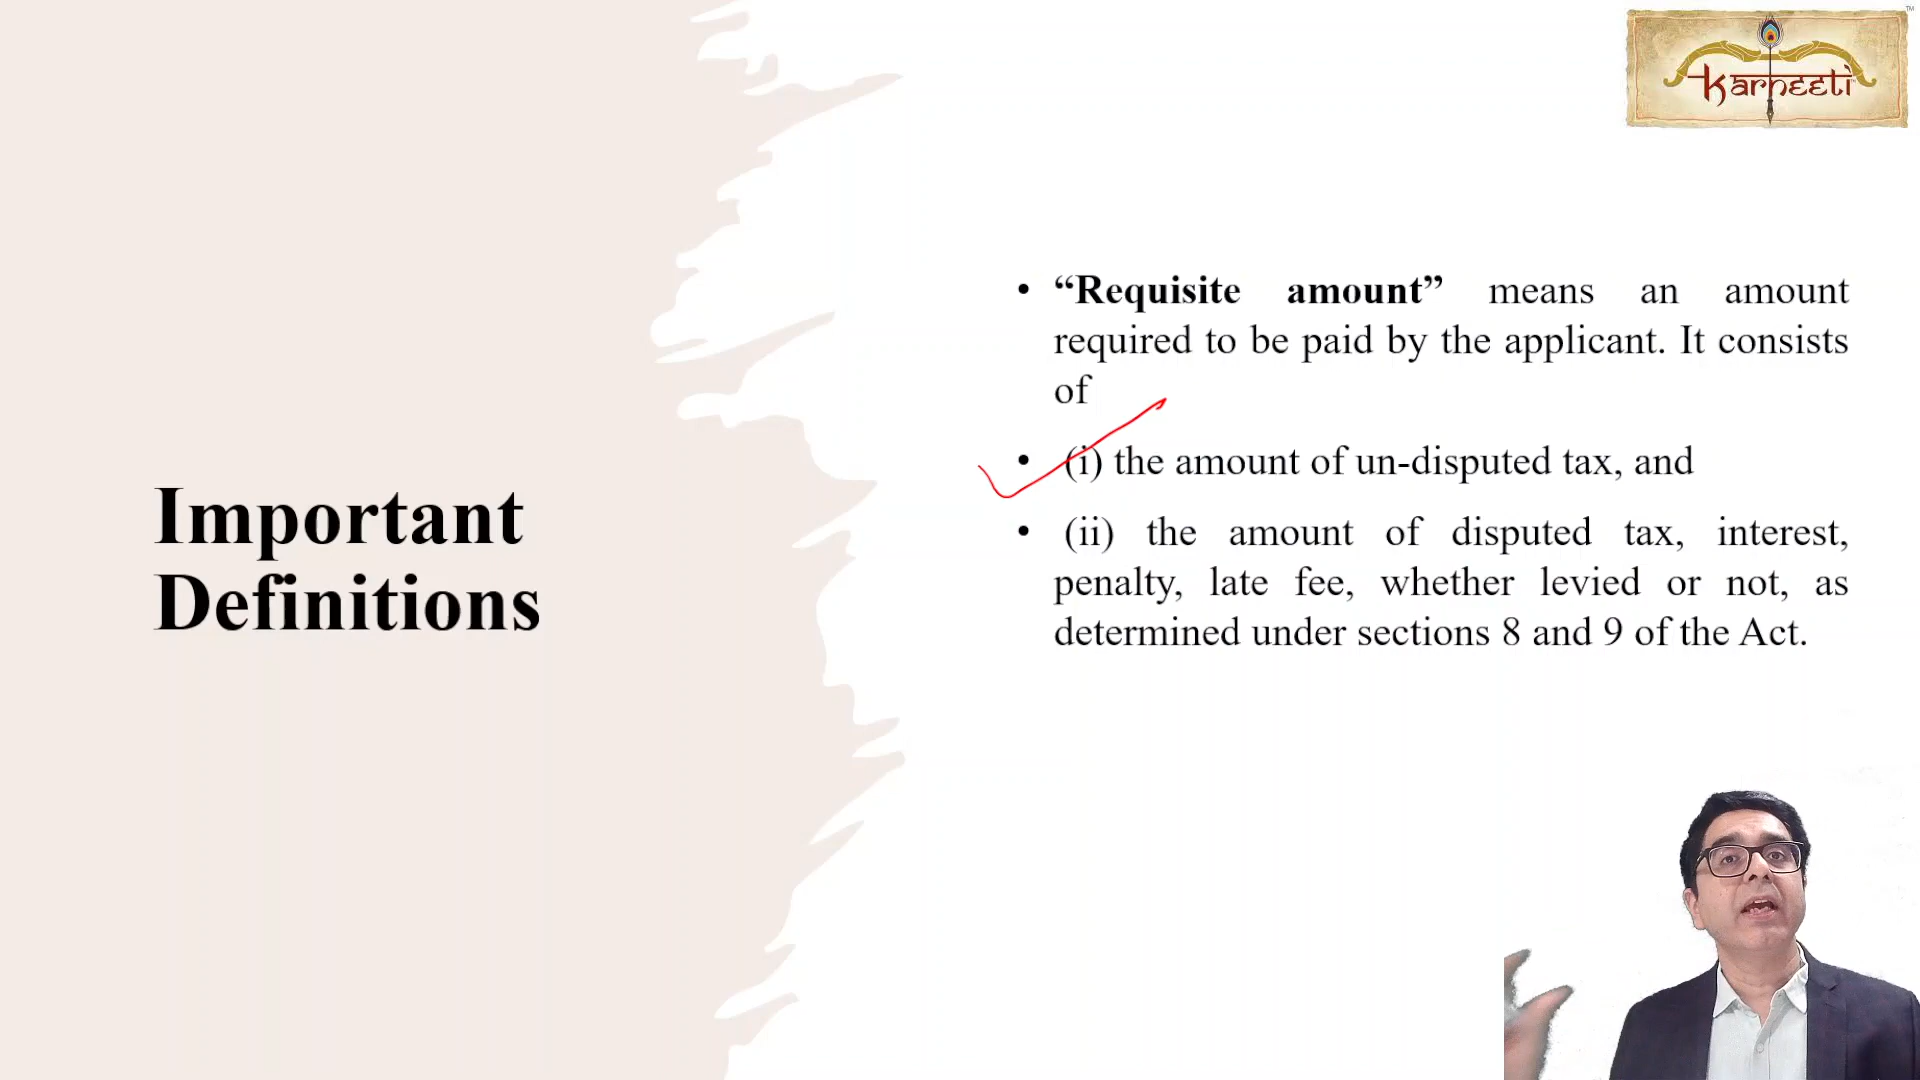 TM
Karneeti
Important
Definitions
• “Requisite amount” means an amount
required to be paid by the applicant. It consists
of
• (i) the amount of un-disputed tax, and
• (ii) the amount of disputed tax, interest,
penalty, late fee, whether levied or not, as
determined under sections 8 and 9 of the Act.